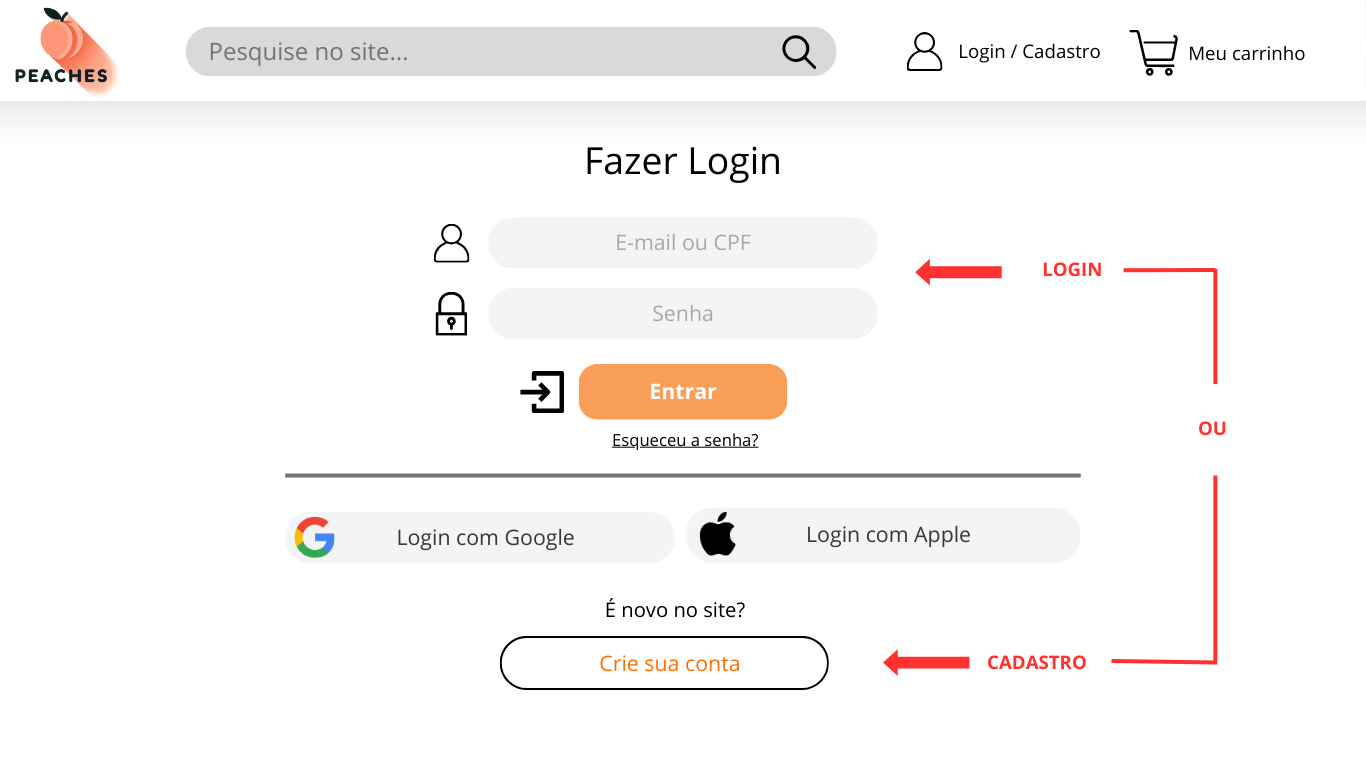 PEACHES
Pesquise no site...
Login / Cadastro
Meu carrinho
Fazer Login
E-mail ou CPF
LOGIN
Senha
Entrar
OU
Esqueceu a senha?
Login com Google
Login com Apple
É novo no site?
Crie sua conta
CADASTRO